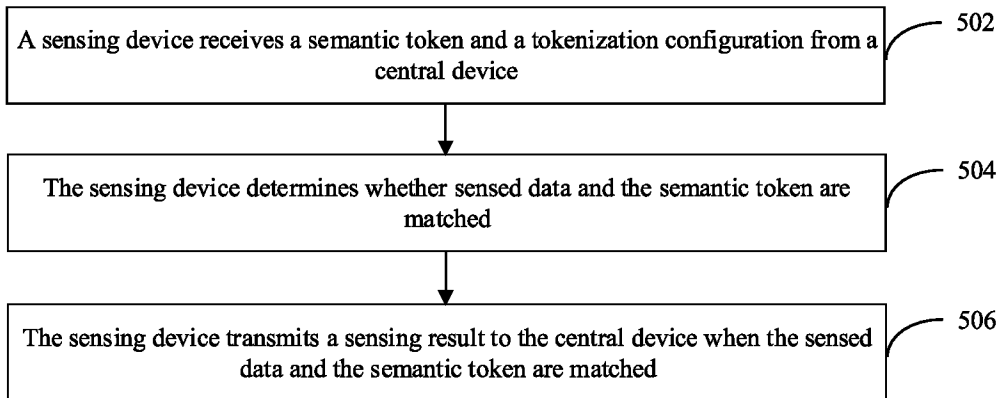 A sensing device receives a semantic token and a tokenization configuration from a
central device
502
The sensing device determines whether sensed data and the semantic token are
matched
504
The sensing device transmits a sensing result to the central device when the sensed
data and the semantic token are matched
506